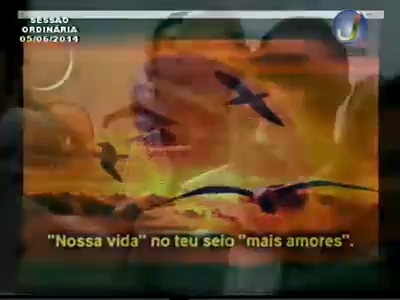 SESSÃO
ORDINÁRIA
05/06/2014
J
"Nossa vida" no teu seio "mais amores".